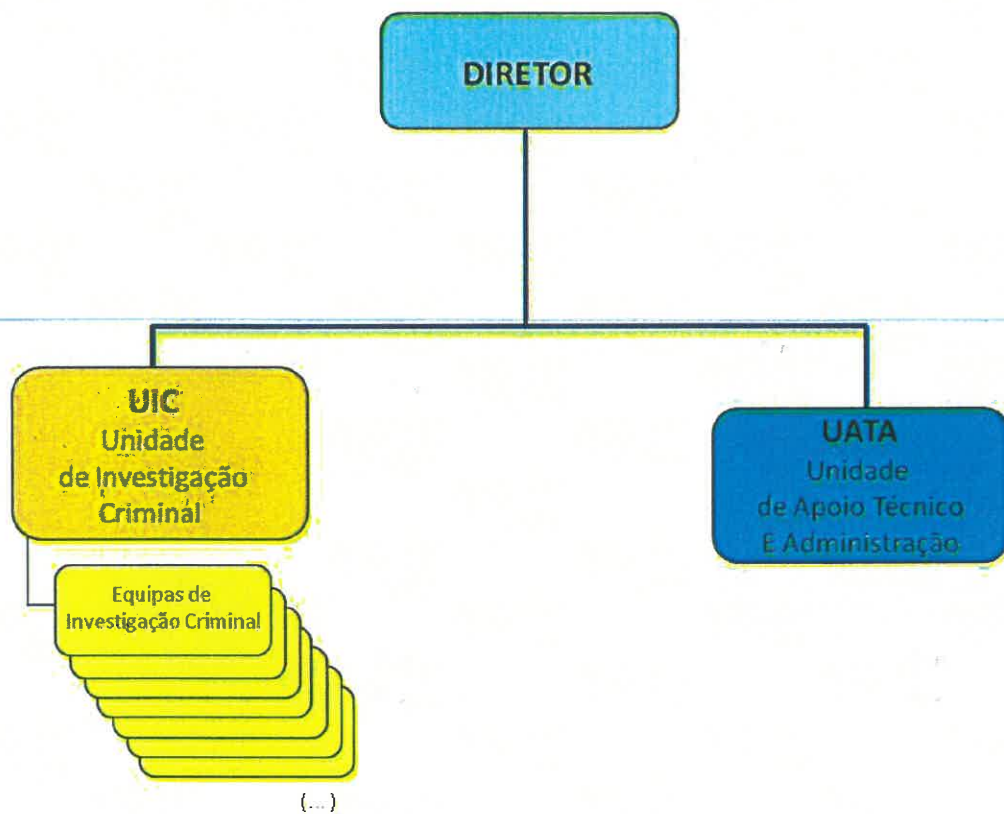 DIRETOR
UIC
Unidade
de Investigação
Criminal
Equipas de
Investigação Criminal
(...)
UATA
Unidade
de Apoio Técnico
E Administração